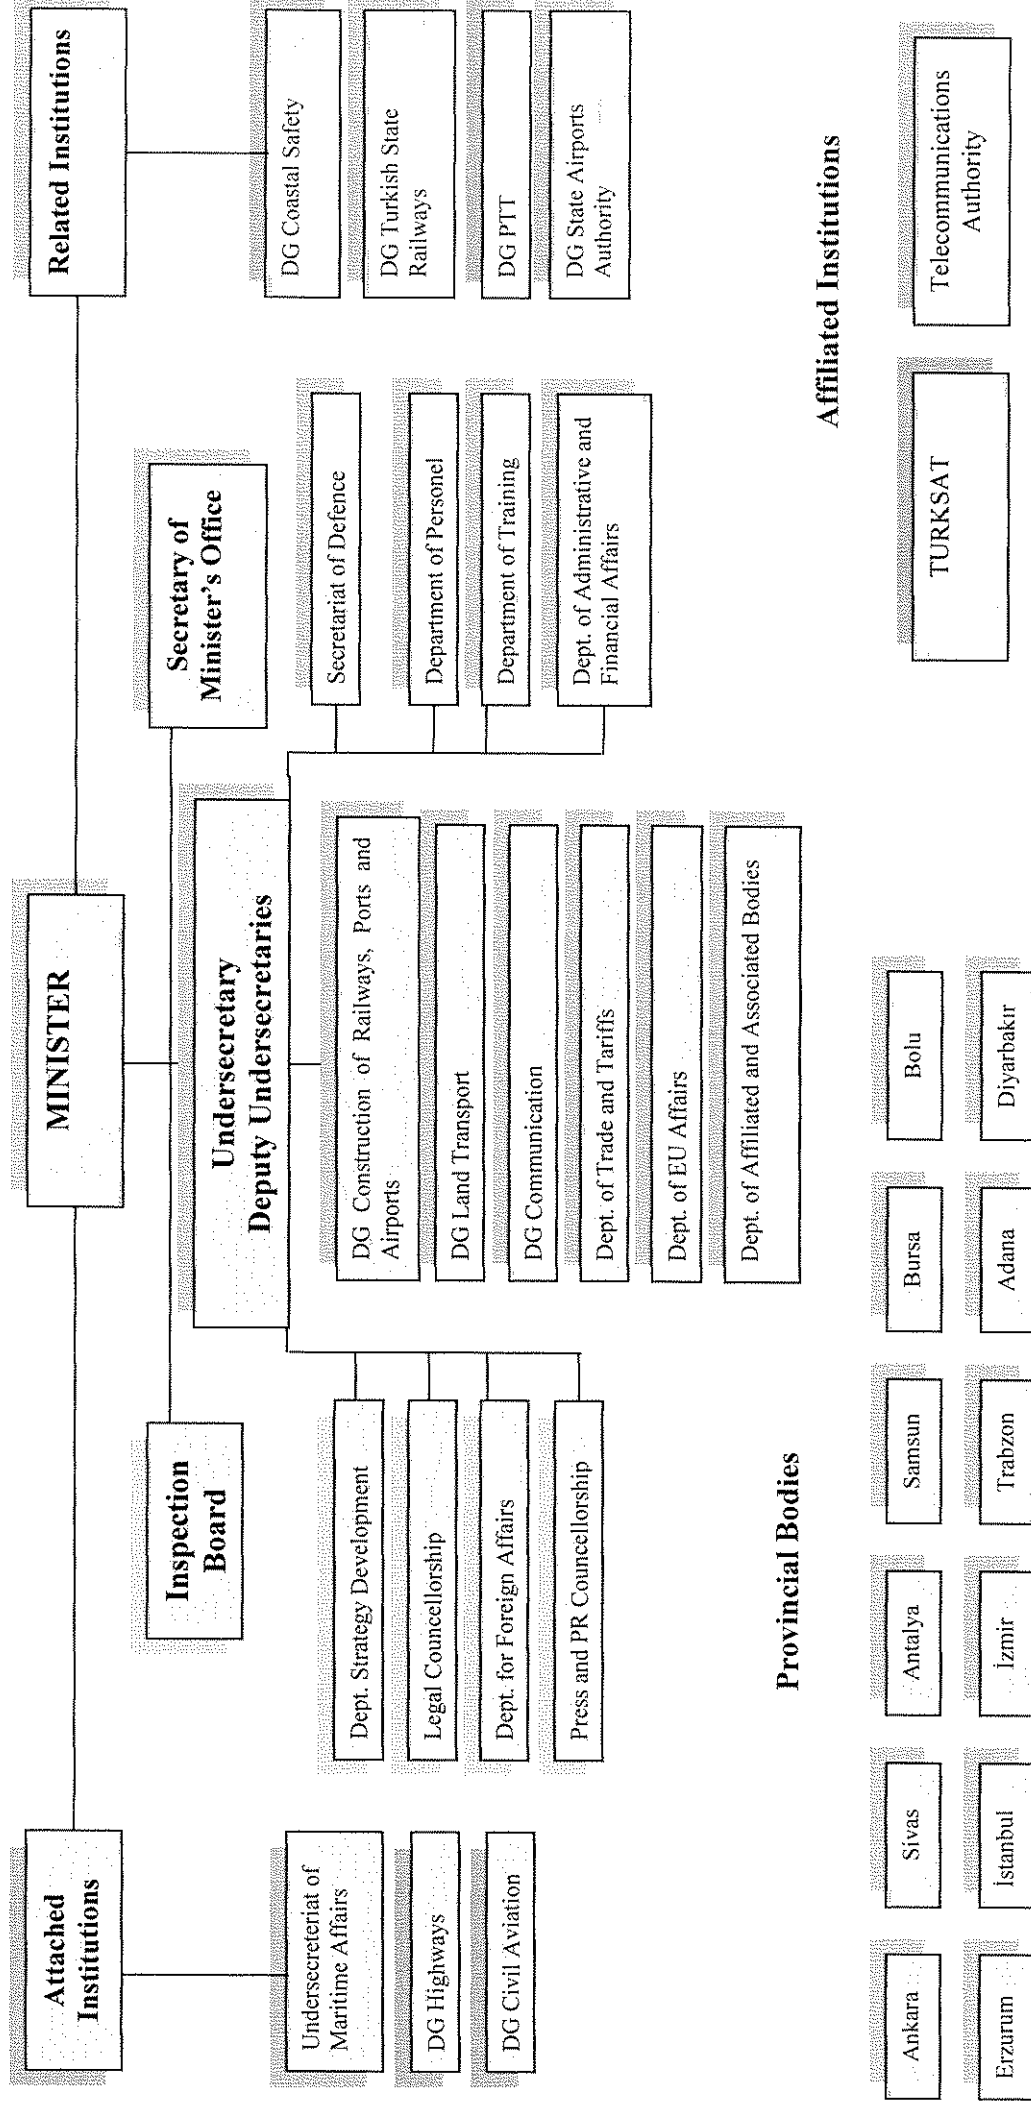 MINISTER
Attached
Institutions
Related Institutions
Inspection
Board
Secretary of
Minister's Office
Undersecretary
Deputy Undersecretaries
Undersecreteriat of
Maritime Affairs
DG Highways
DG Civil Aviation
Dept. Strategy Development
Legal Councellorship
Dept. for Foreign Affairs
Press and PR Councellorship
DG Construction of Railways, Ports and
Airports
DG Land Transport
DG Communication
Dept. of Trade and Tariffs
Dept. of EU Affairs
Dept. of Affiliated and Associated Bodies
Secretariat of Defence
Department of Personel
Department of Training
Dept. of Administrative and
Financial Affairs
DG Coastal Safety
DG Turkish State
Railways
DG PTT
DG State Airports
Authority
Provincial Bodies
Ankara
Sivas
Antalya
Samsun
Bursa
Bolu
Erzurum
İstanbul
İzmir
Trabzon
Adana
Diyarbakır
Affiliated Institutions
TURKSAT
Telecommunications
Authority